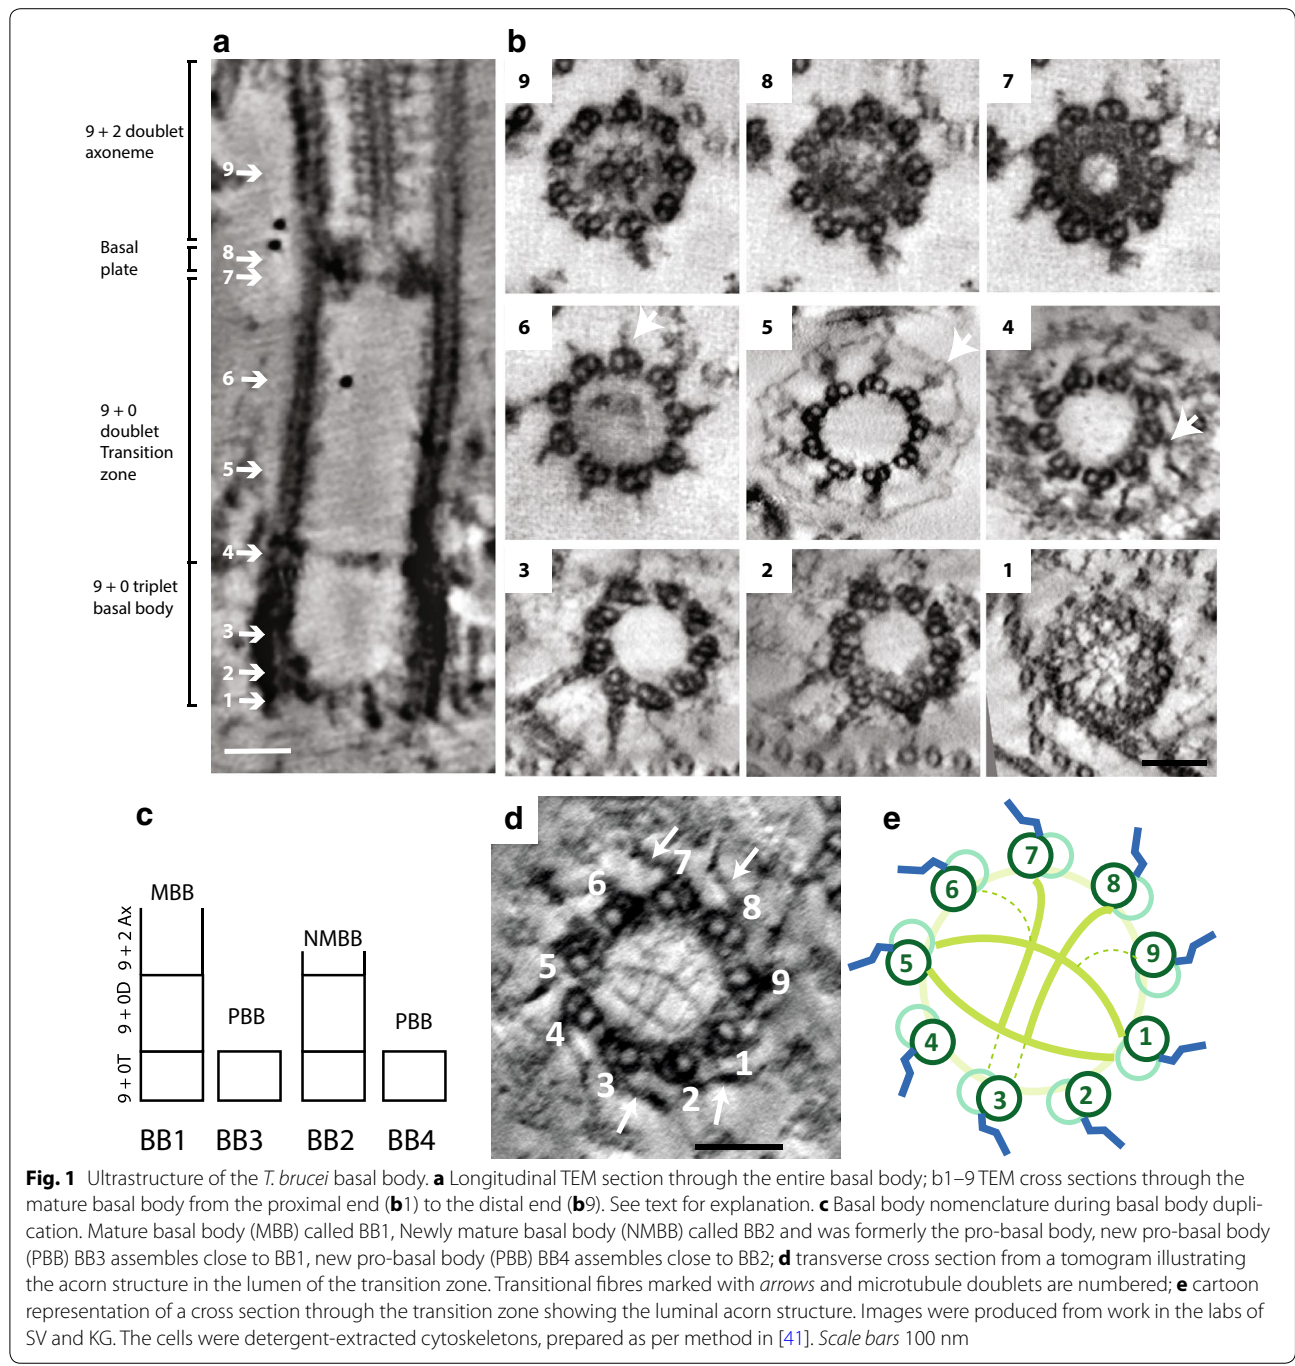 a
b
9 + 2 doublet
axoneme
Basal
plate
9 + 0
doublet
Transition
zone
9 + 0 triplet
basal body
9
8
7
6
5
4
3
2
1
9
8
7
6
5
4
3
2
1
c
MBB
NMBB
PBB
PBB
9 + 2 Ax
9 + 0D
9 + 0T
BB1
BB3
BB2
BB4
d
7
6
8
5
9
4
3
1
2
e
7
8
6
9
5
4
1
3
2
Fig. 1 Ultrastructure of the T. brucei basal body. a Longitudinal TEM section through the entire basal body; b1–9 TEM cross sections through the
mature basal body from the proximal end (b1) to the distal end (b9). See text for explanation. c Basal body nomenclature during basal body dupli-
cation. Mature basal body (MBB) called BB1, Newly mature basal body (NMBB) called BB2 and was formerly the pro-basal body, new pro-basal body
(PBB) BB3 assembles close to BB1, new pro-basal body (PBB) BB4 assembles close to BB2; d transverse cross section from a tomogram illustrating
the acorn structure in the lumen of the transition zone. Transitional fibres marked with arrows and microtubule doublets are numbered; e cartoon
representation of a cross section through the transition zone showing the luminal acorn structure. Images were produced from work in the labs of
SV and KG. The cells were detergent-extracted cytoskeletons, prepared as per method in [41]. Scale bars 100 nm